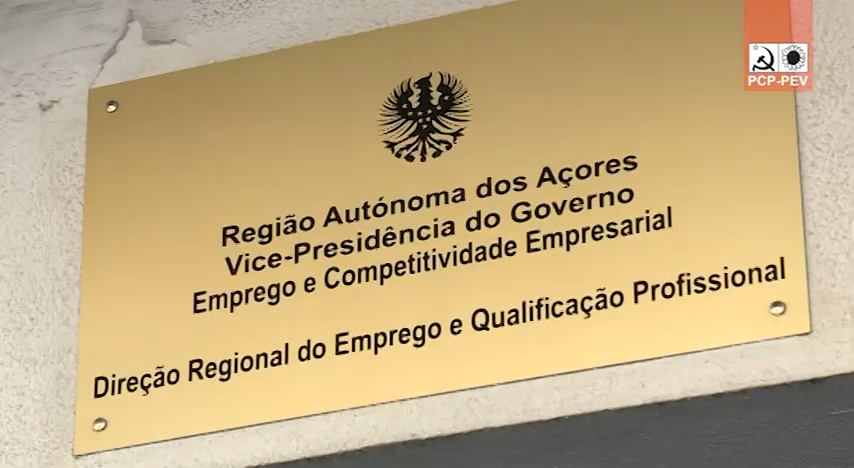 PCP-PEV
Região Autónoma dos Açores
Vice-Presidência do Governo
Emprego e Competitividade Empresarial
Direção Regional do Emprego e Qualificação Profissional